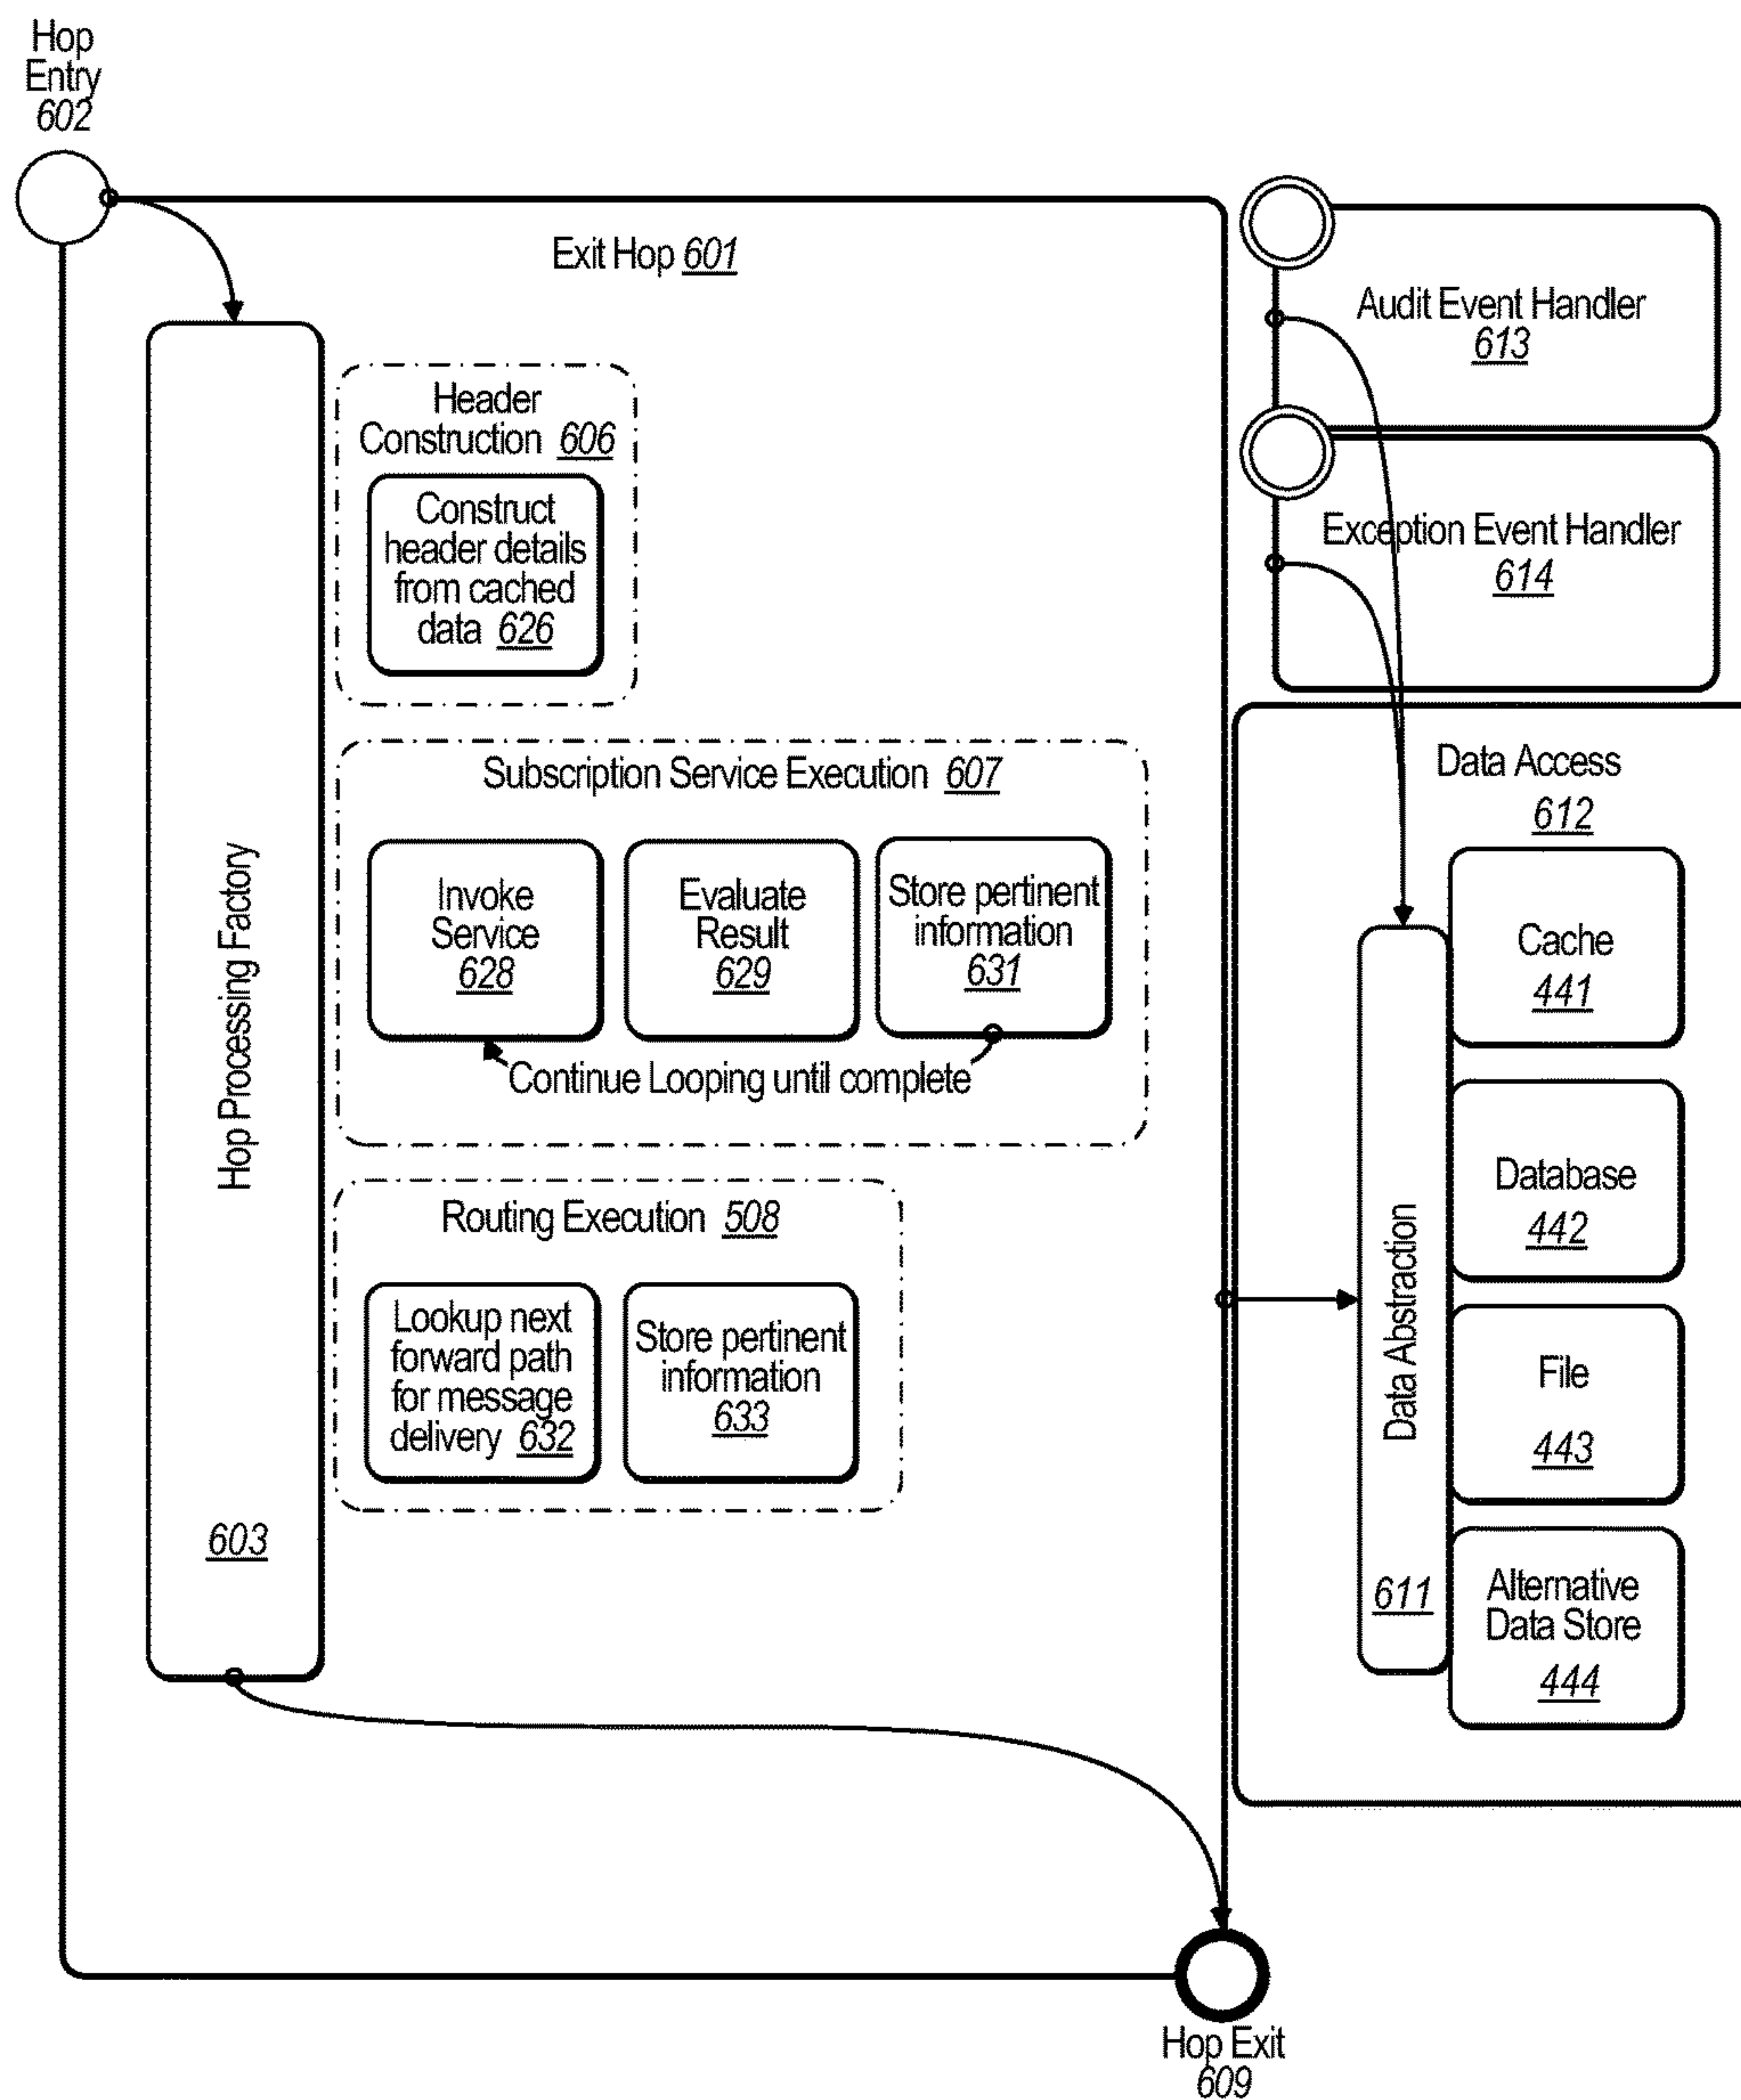 Hop
Entry
602
Exit Hop 601
Hop Processing Factory
603
Header
Construction 606
Construct
header details
from cached
data 626
Subscription Service Execution 607
Invoke
Service
628
Evaluate
Result
629
Store pertinent
information
631
Continue Looping until complete
Routing Execution 508
Lookup next
forward path
for message
delivery 632
Store pertinent
information
633
Audit Event Handler
613
Exception Event Handler
614
Data Access
612
Data Abstraction
611
Cache
441
Database
442
File
443
Alternative
Data Store
444
Hop Exit
609